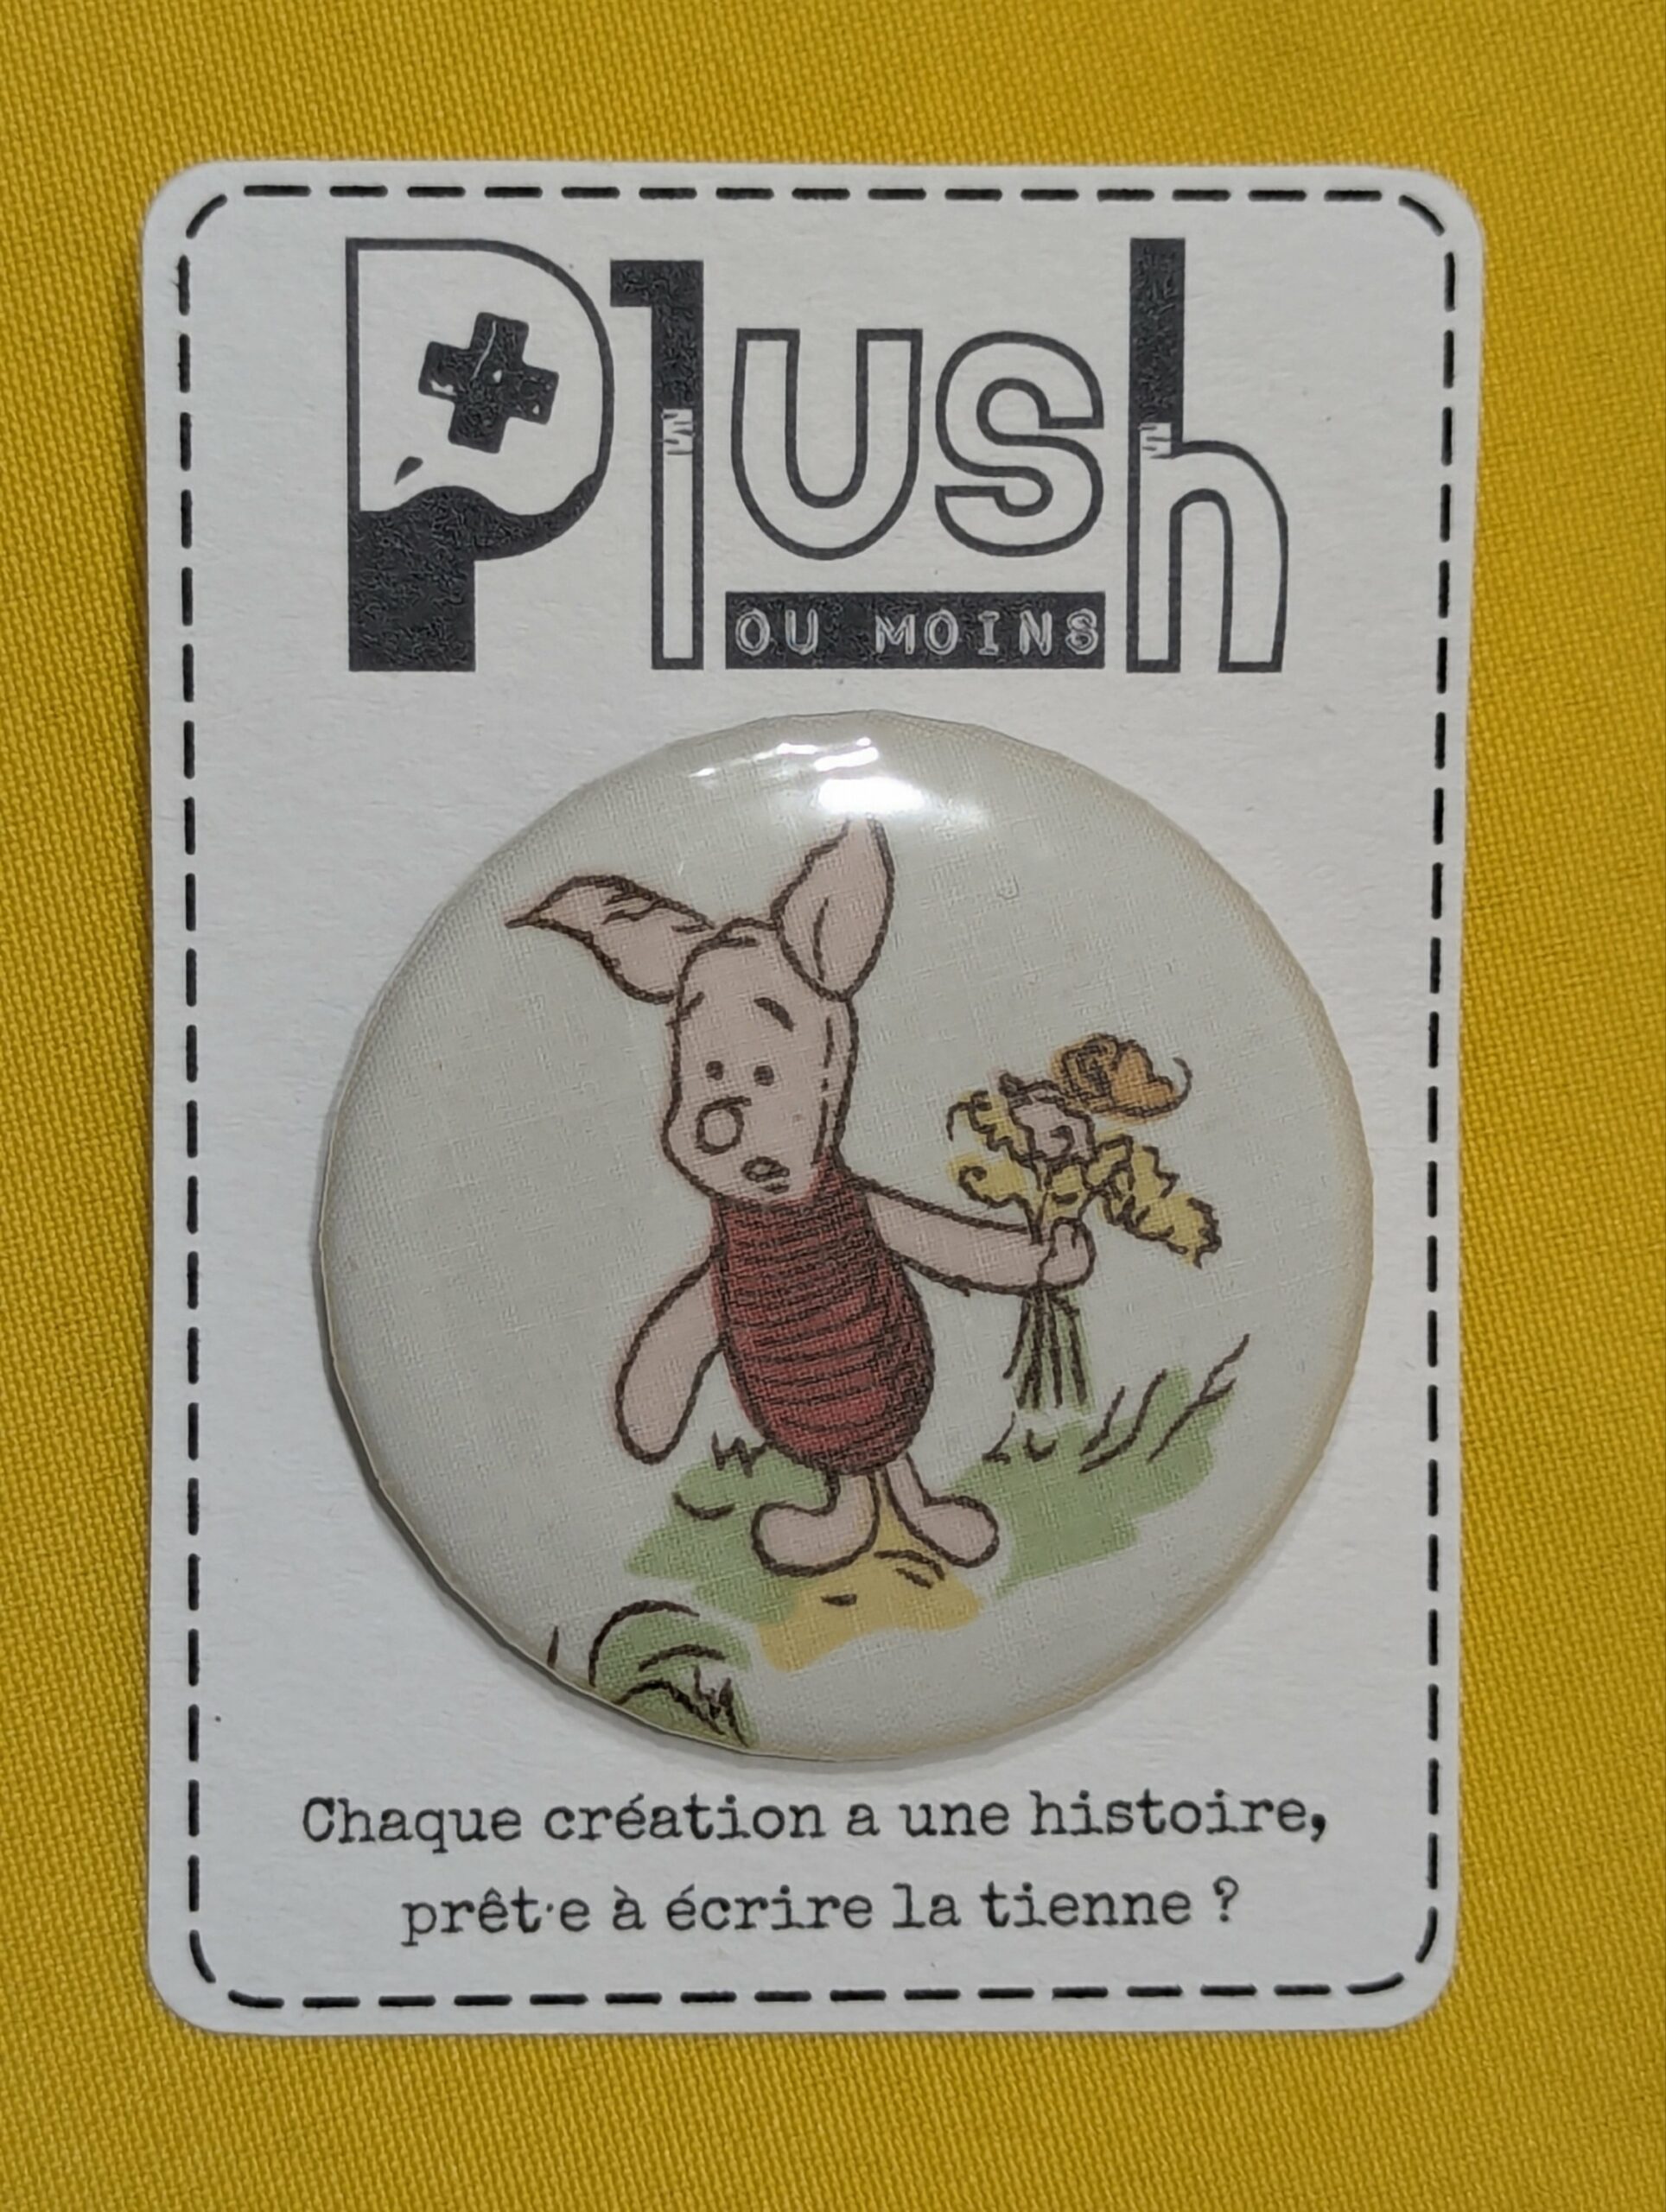 Plush
OU MOINS
Chaque création a une histoire,
prêt·e à écrire la tienne ?